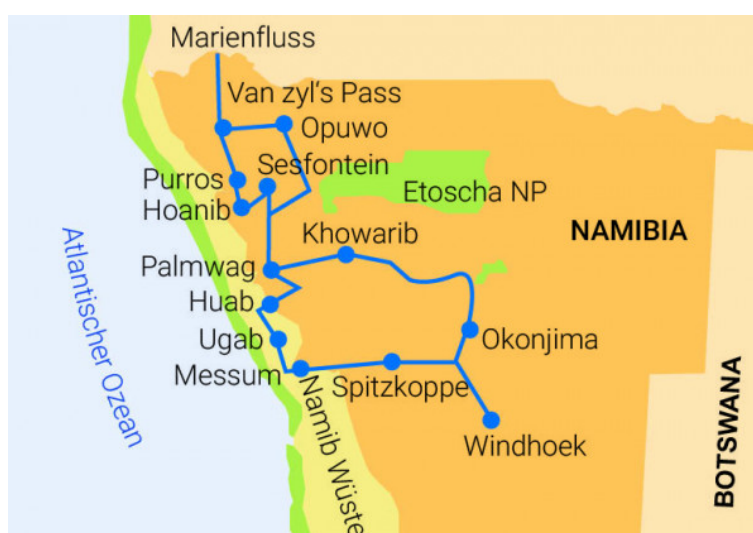 Marienfluss
Van zyl's Pass
Opuwo
Sesfontein
Purros
Etoscha NP
Hoanib
Khowarib
NAMIBIA
Palmwag
Huab
Ugab
Okonjima
Messum
Spitzkoppe
Windhoek
Atlantischer Ozean
Namib Wüste
BOTSWANA